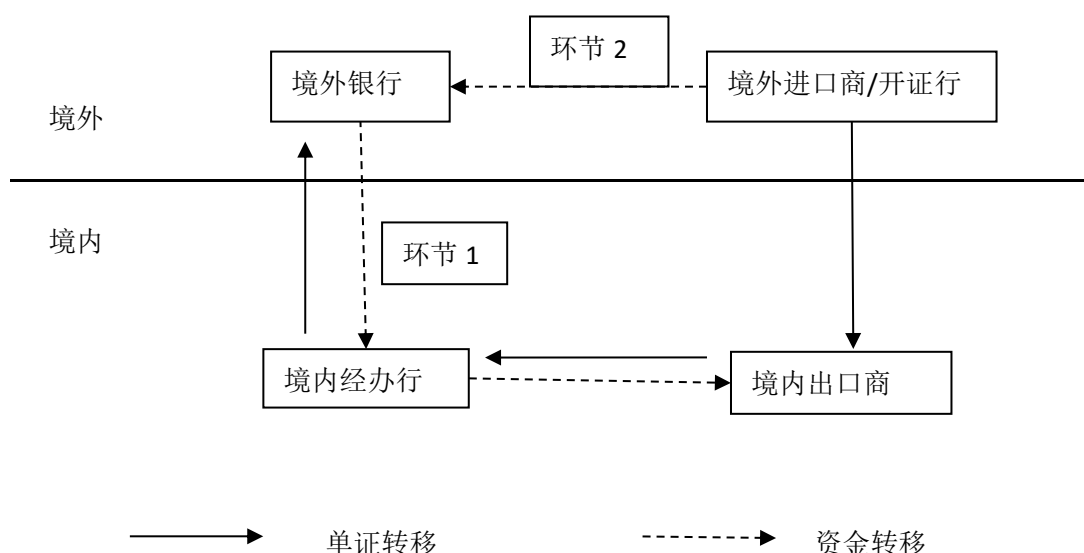 环节 2
境外银行
境外进口商/开证行
境外
境内
环节 1
境内经办行
境内出口商
单证转移
资金转移